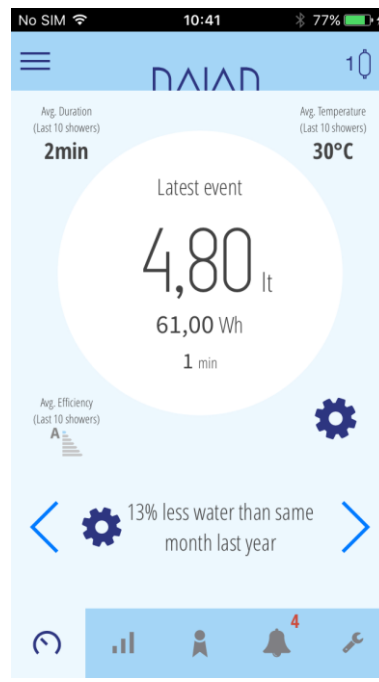 No SIM 10:41 77%
1
Avg. Duration
(Last 10 showers)
2min
Avg. Temperature
(Last 10 showers)
30°C
Latest event
4,80 lt
61,00 Wh
1 min
Avg. Efficiency
(Last 10 showers)
A
13% less water than same
month last year
4